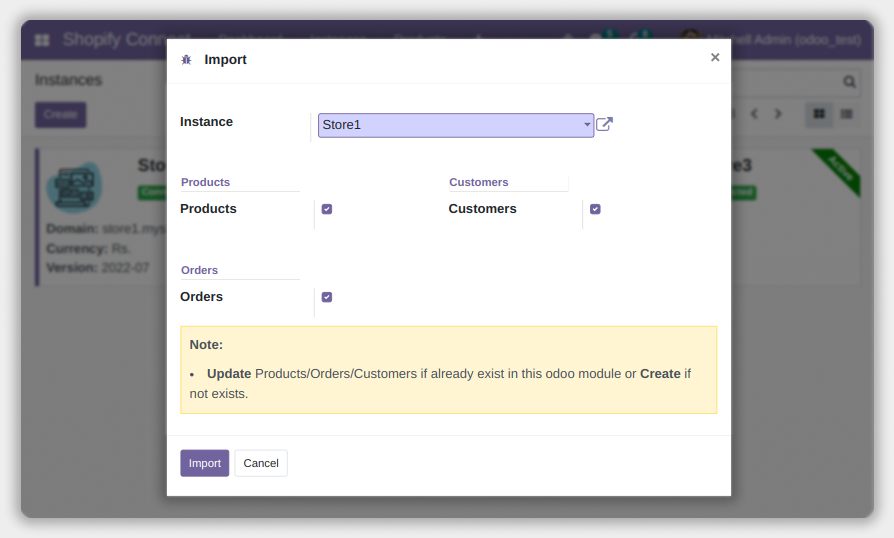 Shopify Conn
ell Admin (odoo_test)
Import
×
Instances
Create
Instance
Store1
Sto
re3
Active
Products
Customers
Products
Customers
Domain: store1.mys
Currency: Rs.
Version: 2022-07
Orders
Orders
Note:
• Update Products/Orders/Customers if already exist in this odoo module or Create if
not exists.
Import
Cancel